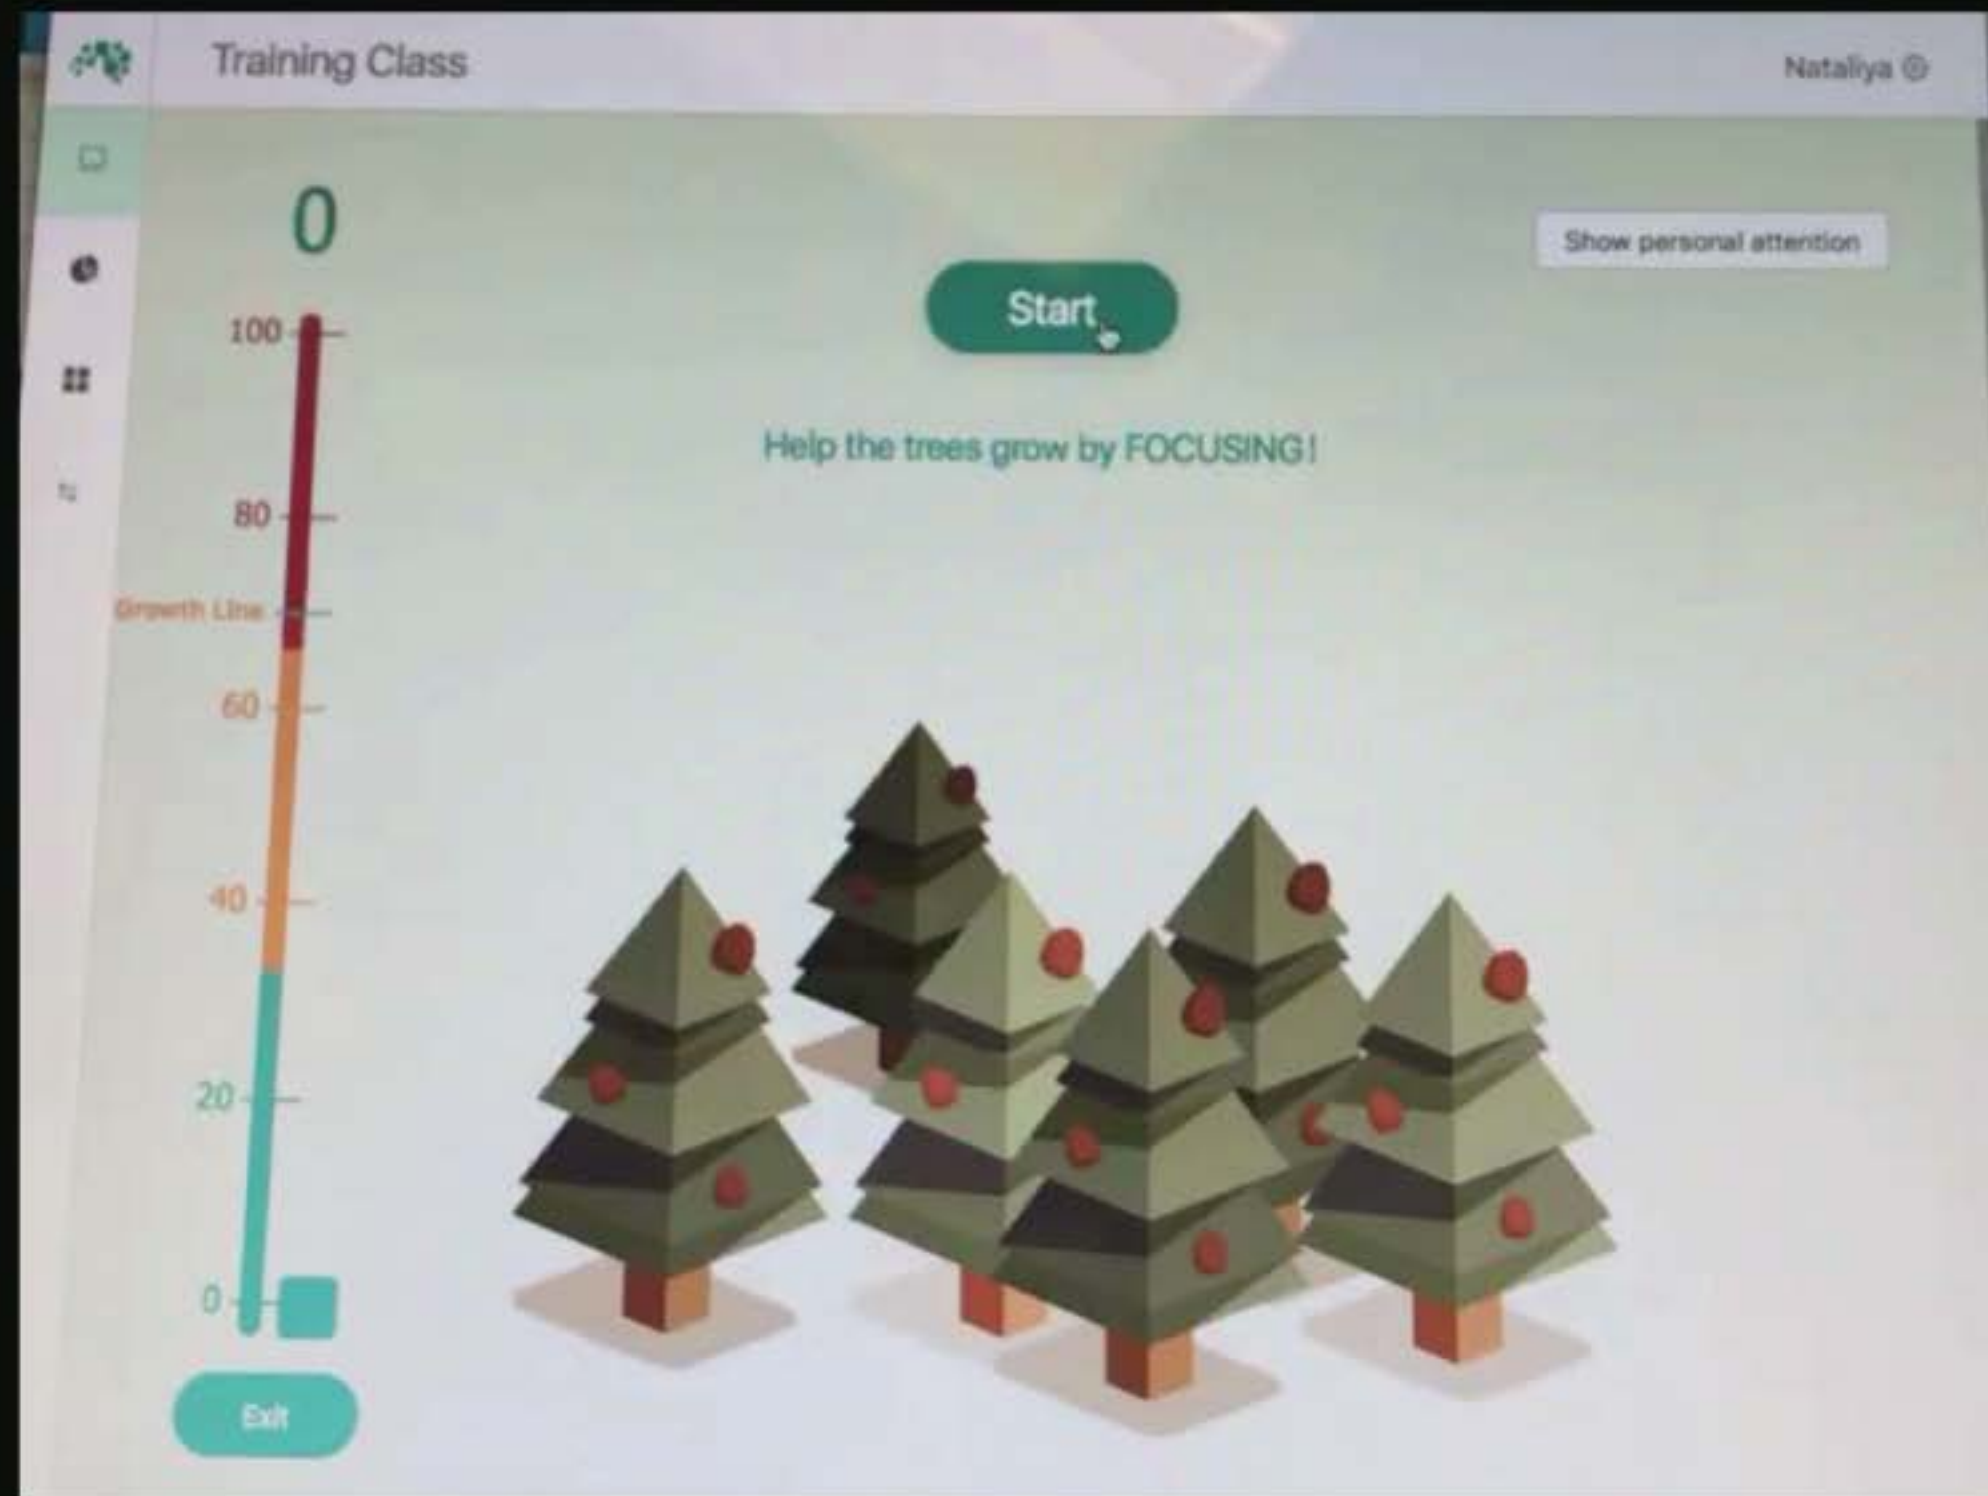 Training Class
Nataliya
0
Show personal attention
Start
100
Help the trees grow by FOCUSING!
80
Growth Line
60
40
20
0
Exit